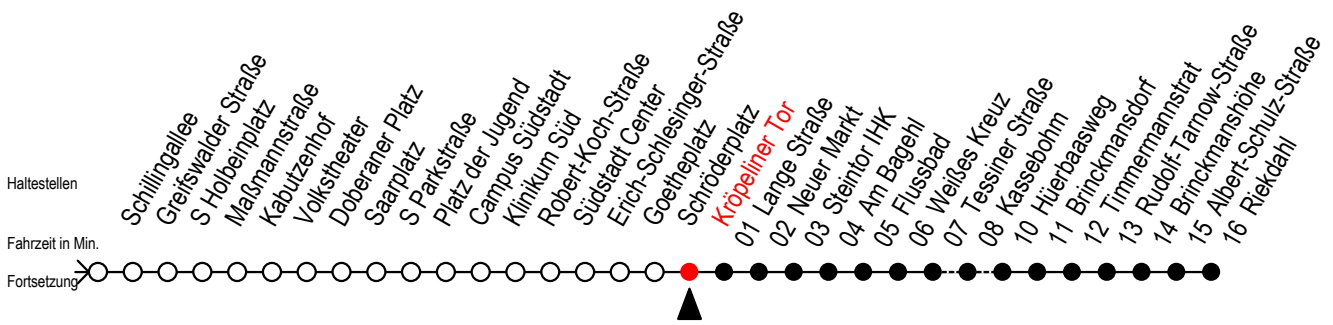 Schillingallee
Greifswalder Straße
S Holbeinplatz
Maßmannstraße
Kabutzenhof
Volkstheater
Doberaner Platz
Saarplatz
S Parkstraße
Platz der Jugend
Campus Südstadt
Klinikum Süd
Robert-Koch-Straße
Südstadt Center
Erich-Schlesinger-Straße
Goetheplatz
Schröderplatz
Kröpeliner Tor
01 Lange Straße
02 Neuer Markt
03 Steintor IHK
04 Am Bagehl
05 Flussbad
06 Weißes Kreuz
07 Tessiner Straße
08 Kassebohm
10 Hüerbaasweg
11 Brinckmansdorf
12 Timmermannstrat
13 Rudolf-Tarnow-Straße
14 Brinckmanshöhe
15 Albert-Schulz-Straße
16 Riekdahl
Haltestellen
Fahrzeit in Min.
Fortsetzung